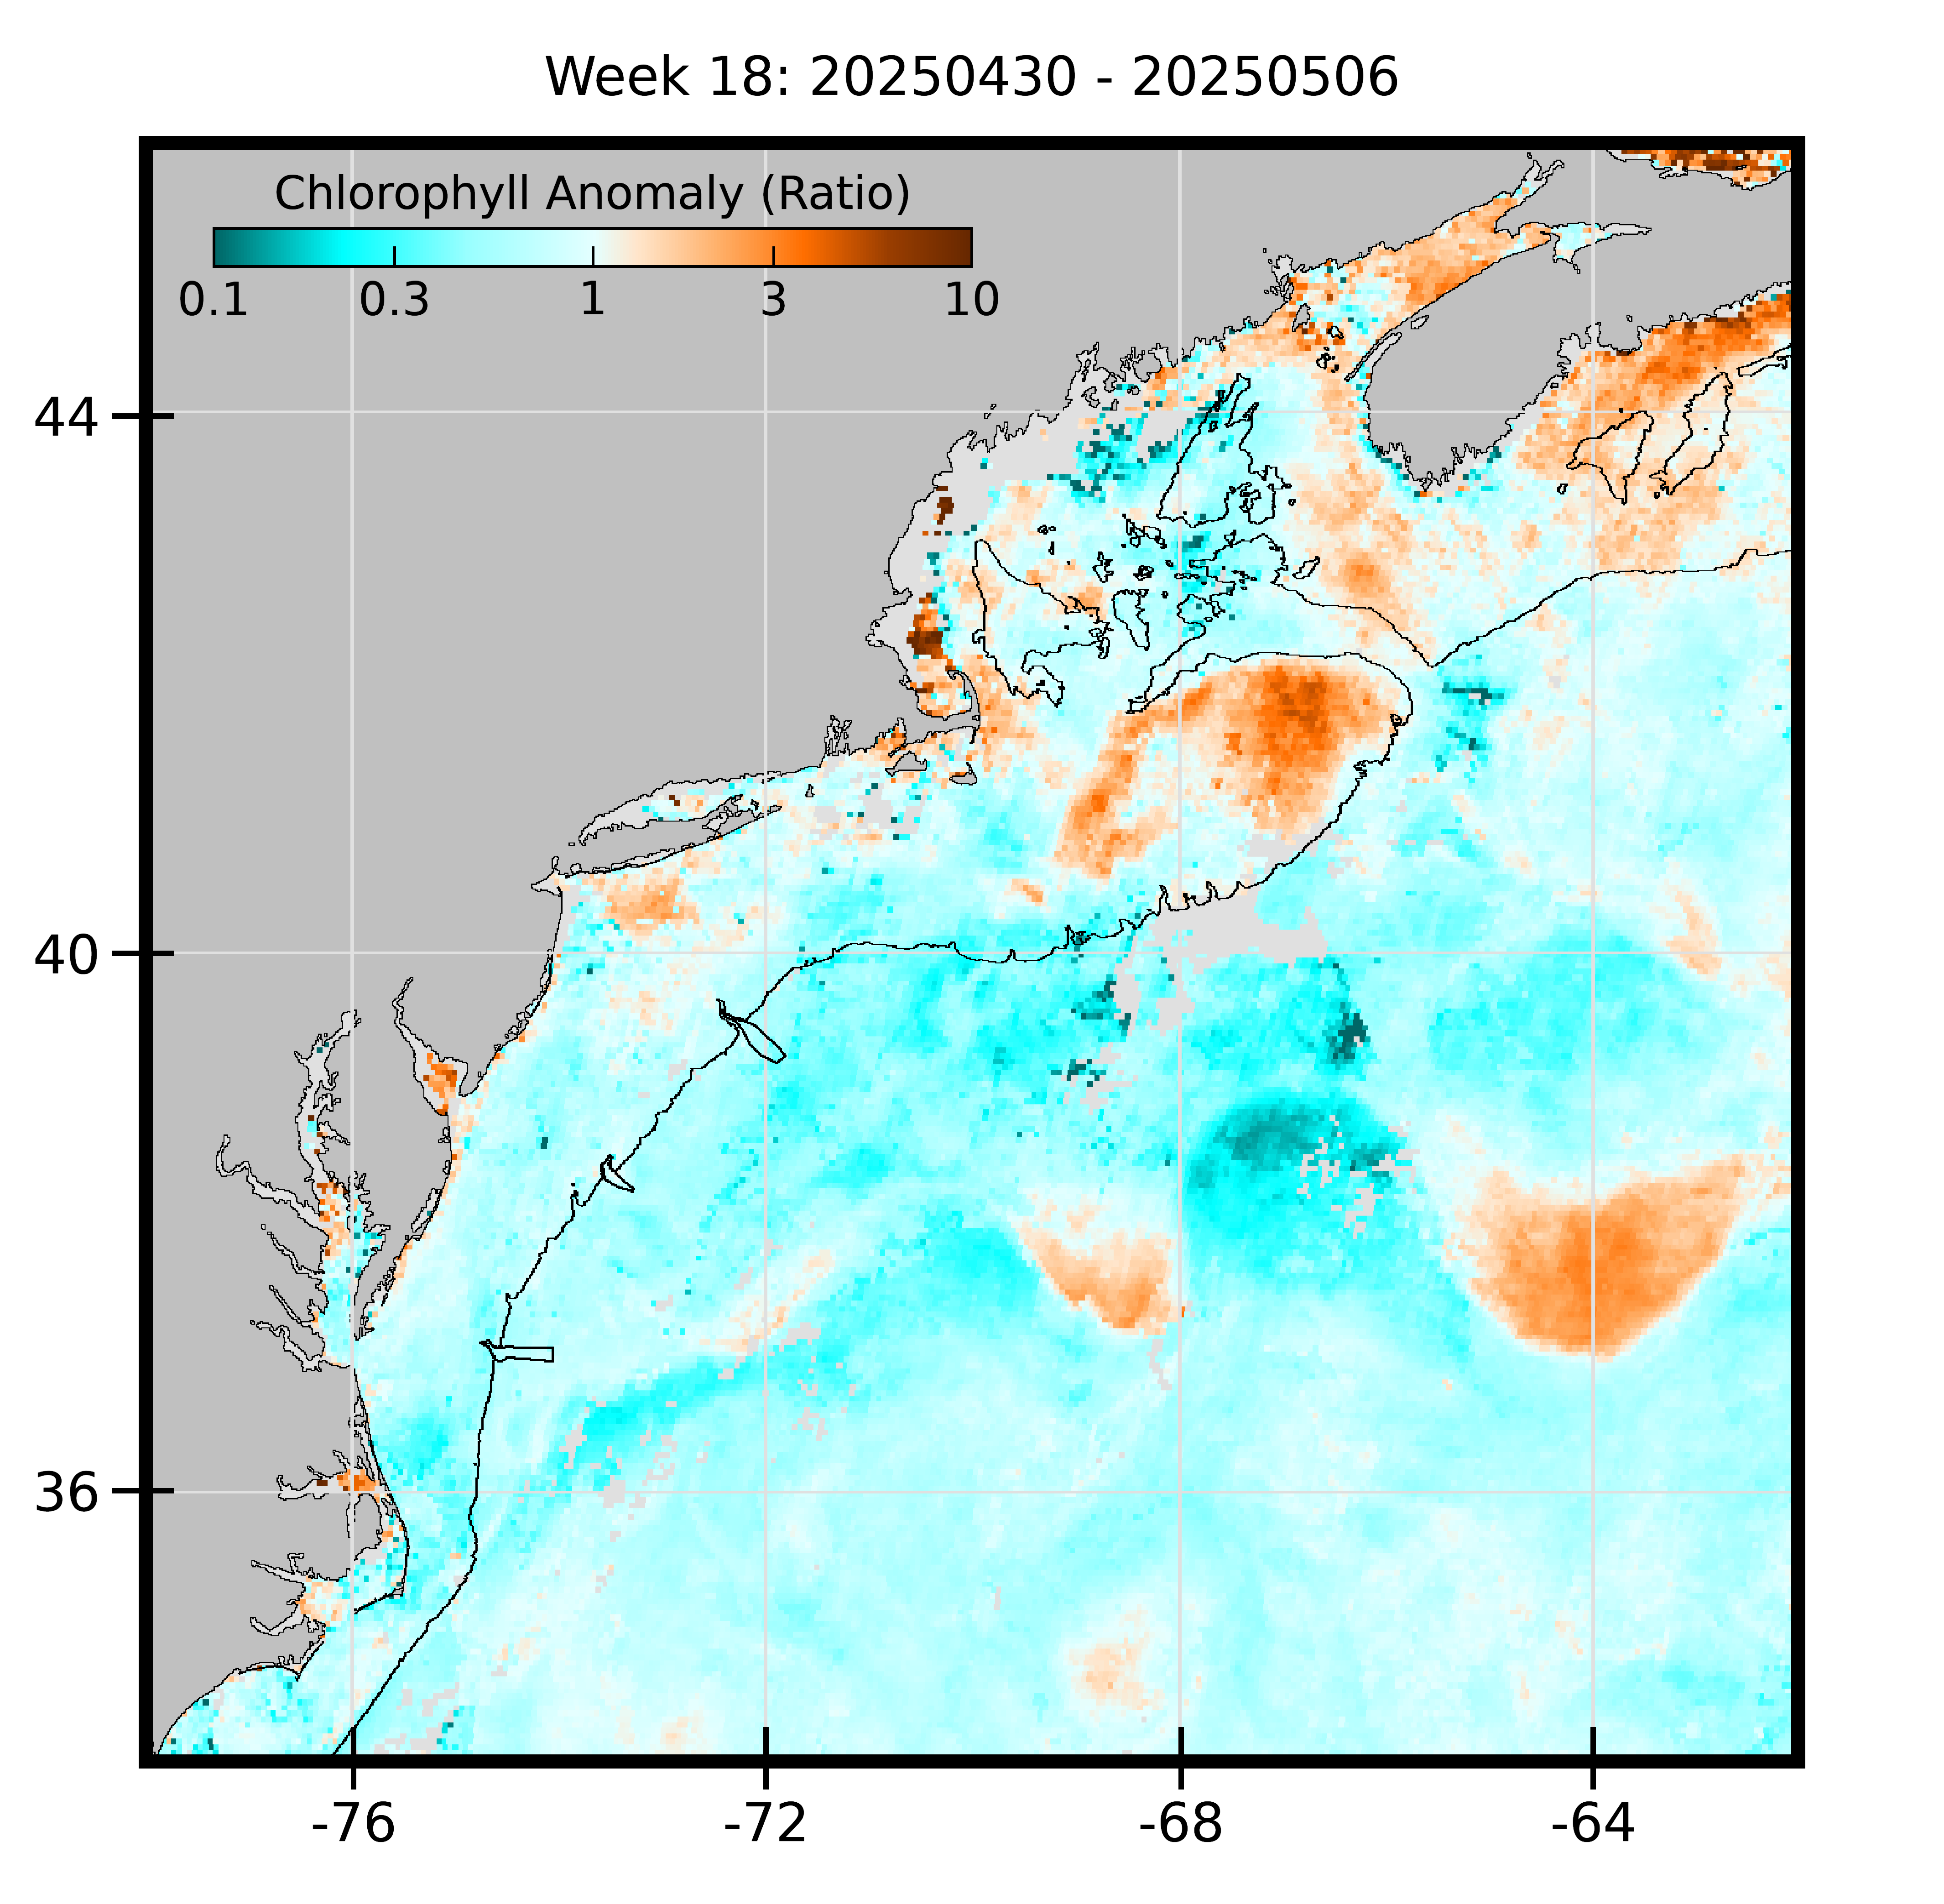 Week 18: 20250430 - 20250506
Chlorophyll Anomaly (Ratio)
0.1 0.3 1 3 10
44
40
36
-76 -72 -68 -64